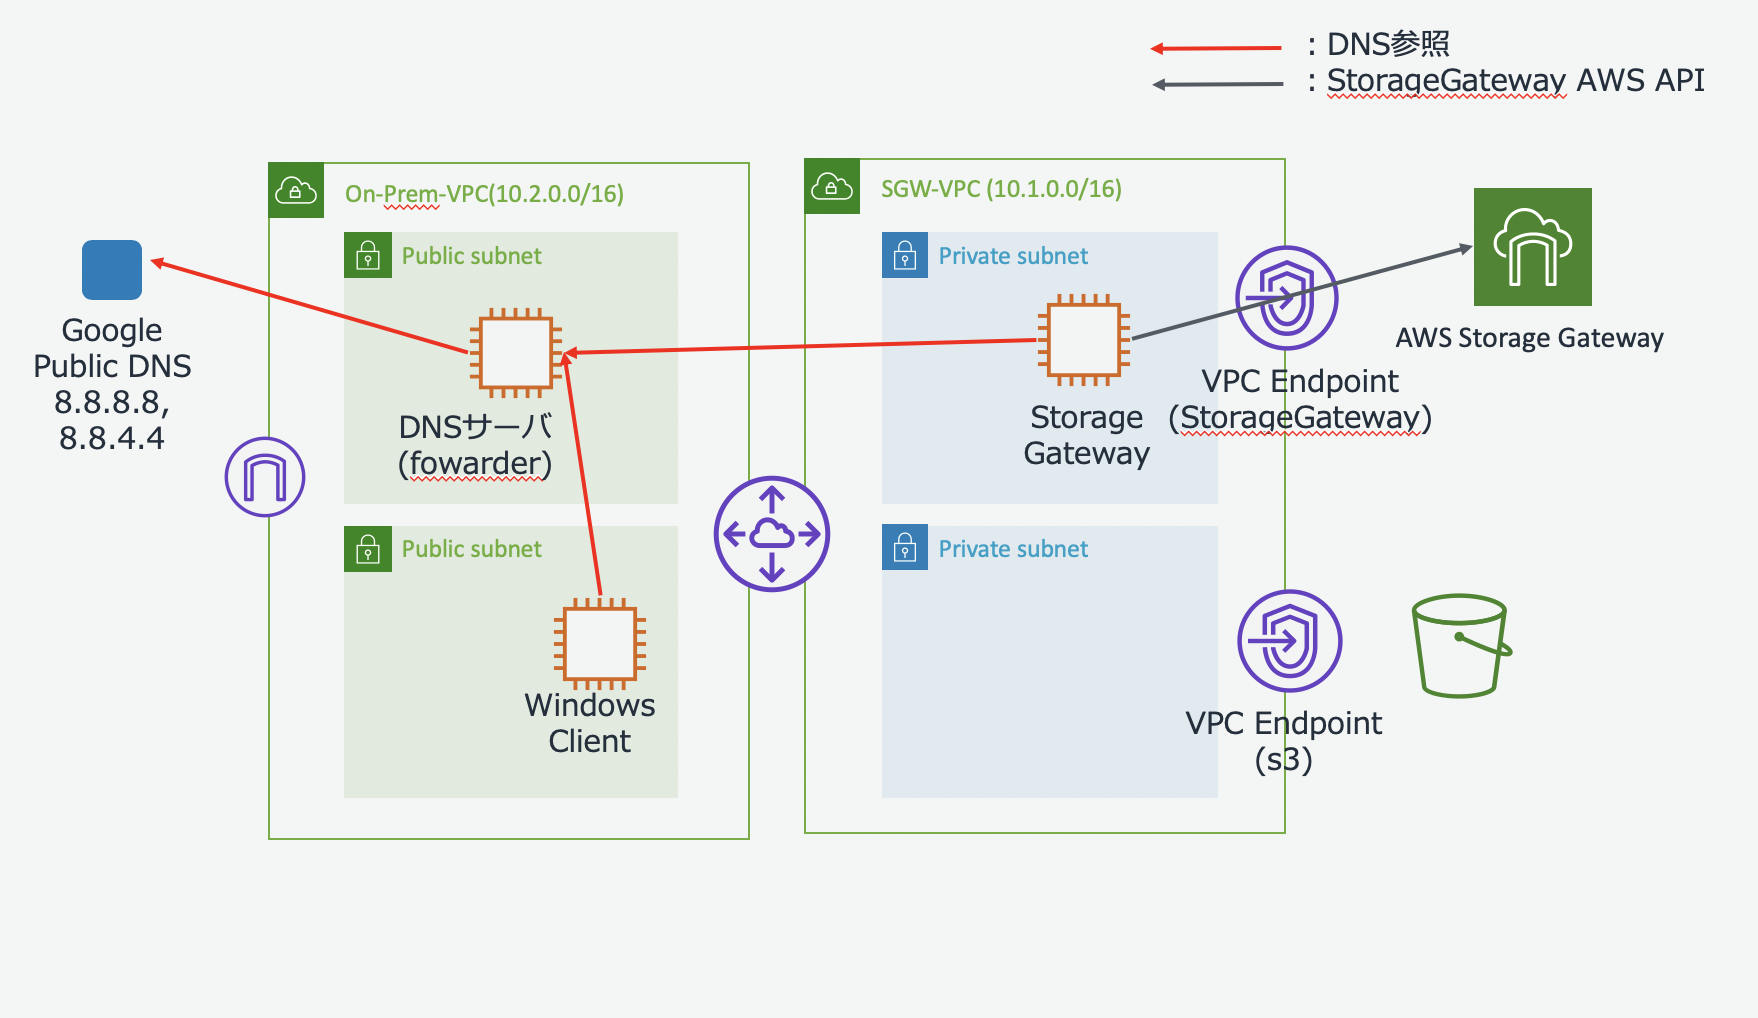 ：DNS参照
：StorageGateway AWS API
On-Prem-VPC(10.2.0.0/16)
SGW-VPC (10.1.0.0/16)
Public subnet
Private subnet
Google
Public DNS
8.8.8.8,
8.8.4.4
DNSサーバ
(fowarder)
Storage
Gateway
VPC Endpoint
(StorageGateway)
AWS Storage Gateway
Public subnet
Private subnet
Windows
Client
VPC Endpoint
(s3)